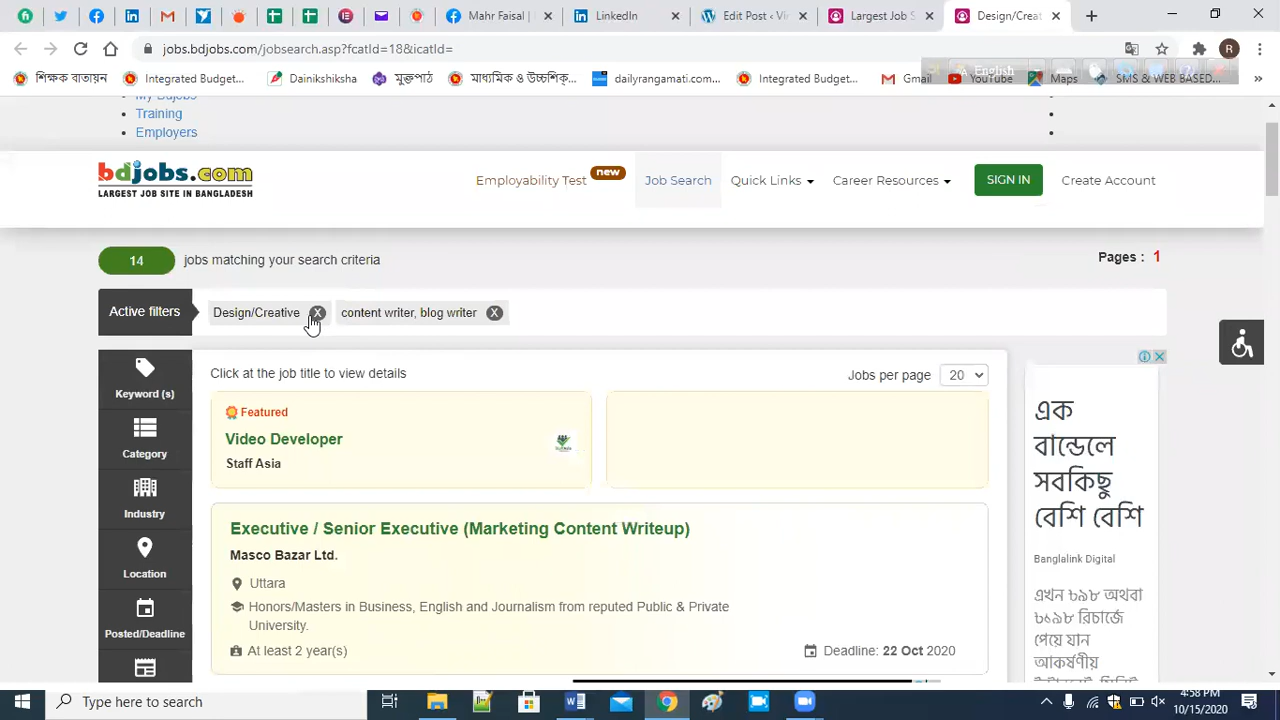 Mahr Faisal |
LinkedIn
Edit Post ‹ Vi
Largest Job S
Design/Creat
jobs.bdjobs.com/jobsearch.asp?fcatId=18&icatId=
শিক্ষক বাতায়ন
Integrated Budget...
Dainikshiksha
মুক্তপাঠ
মাধ্যমিক ও উচ্চশিক্...
dailyrangamati.com...
Integrated Budget...
Gmail
YouTube
Maps
SMS & WEB BASED...
English
My Bdjobs
Training
Employers
bdjobs.com
LARGEST JOB SITE IN BANGLADESH
Employability Test new
Job Search
Quick Links
Career Resources
SIGN IN
Create Account
14 jobs matching your search criteria
Pages : 1
Active filters
Design/Creative X
content writer, blog writer X
Keyword (s)
Category
Industry
Location
Posted/Deadline
Click at the job title to view details
Jobs per page 20
Featured
Video Developer
Staff Asia
Executive / Senior Executive (Marketing Content Writeup)
Masco Bazar Ltd.
Uttara
Honors/Masters in Business, English and Journalism from reputed Public & Private
University.
At least 2 year(s)
Deadline: 22 Oct 2020
এক
বান্ডেলে
সবকিছু
বেশি বেশি
Banglalink Digital
এখন ৳৯৮ অথবা
৳১৯৮ রিচার্জে
পেয়ে যান
আকর্ষণীয়
Type here to search
4:58 PM
10/15/2020